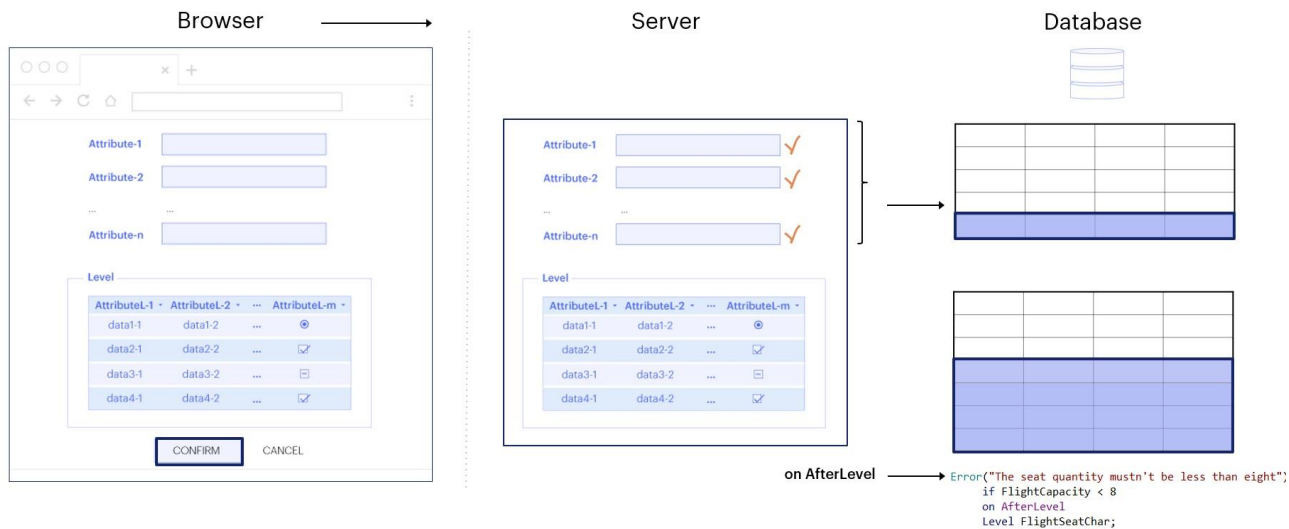 Browser
Server
Database
Attribute-1
Attribute-2
... ...
Attribute-n
Level
AttributeL-1 AttributeL-2 ... AttributeL-m
data1-1 data1-2 ...
data2-1 data2-2 ...
data3-1 data3-2 ...
data4-1 data4-2 ...
CONFIRM CANCEL
Attribute-1
Attribute-2
... ...
Attribute-n
Level
AttributeL-1 AttributeL-2 ... AttributeL-m
data1-1 data1-2 ...
data2-1 data2-2 ...
data3-1 data3-2 ...
data4-1 data4-2 ...
on AfterLevel
Error("The seat quantity mustn't be less than eight")
if FlightCapacity < 8
on AfterLevel
Level FlightSeatChar;